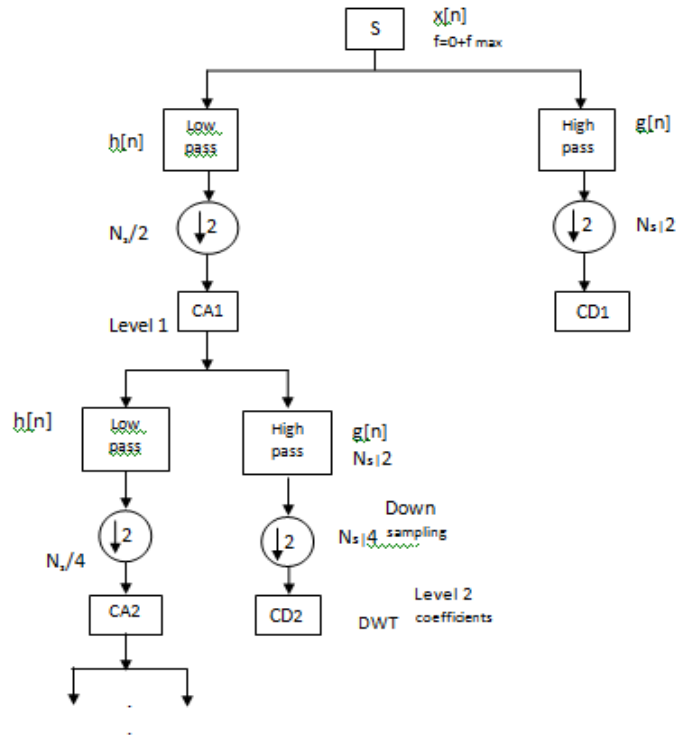 S
x[n]
f=0+f max
h[n]
Low
pass
High
pass
g[n]
Nₛ/2
2
2
Ns|2
Level 1
CA1
CD1
h[n]
Low
pass
High
pass
g[n]
Ns|2
Nₛ/4
2
2
Ns|4
Down
sampling
CA2
CD2
DWT
Level 2
coefficients
.
.